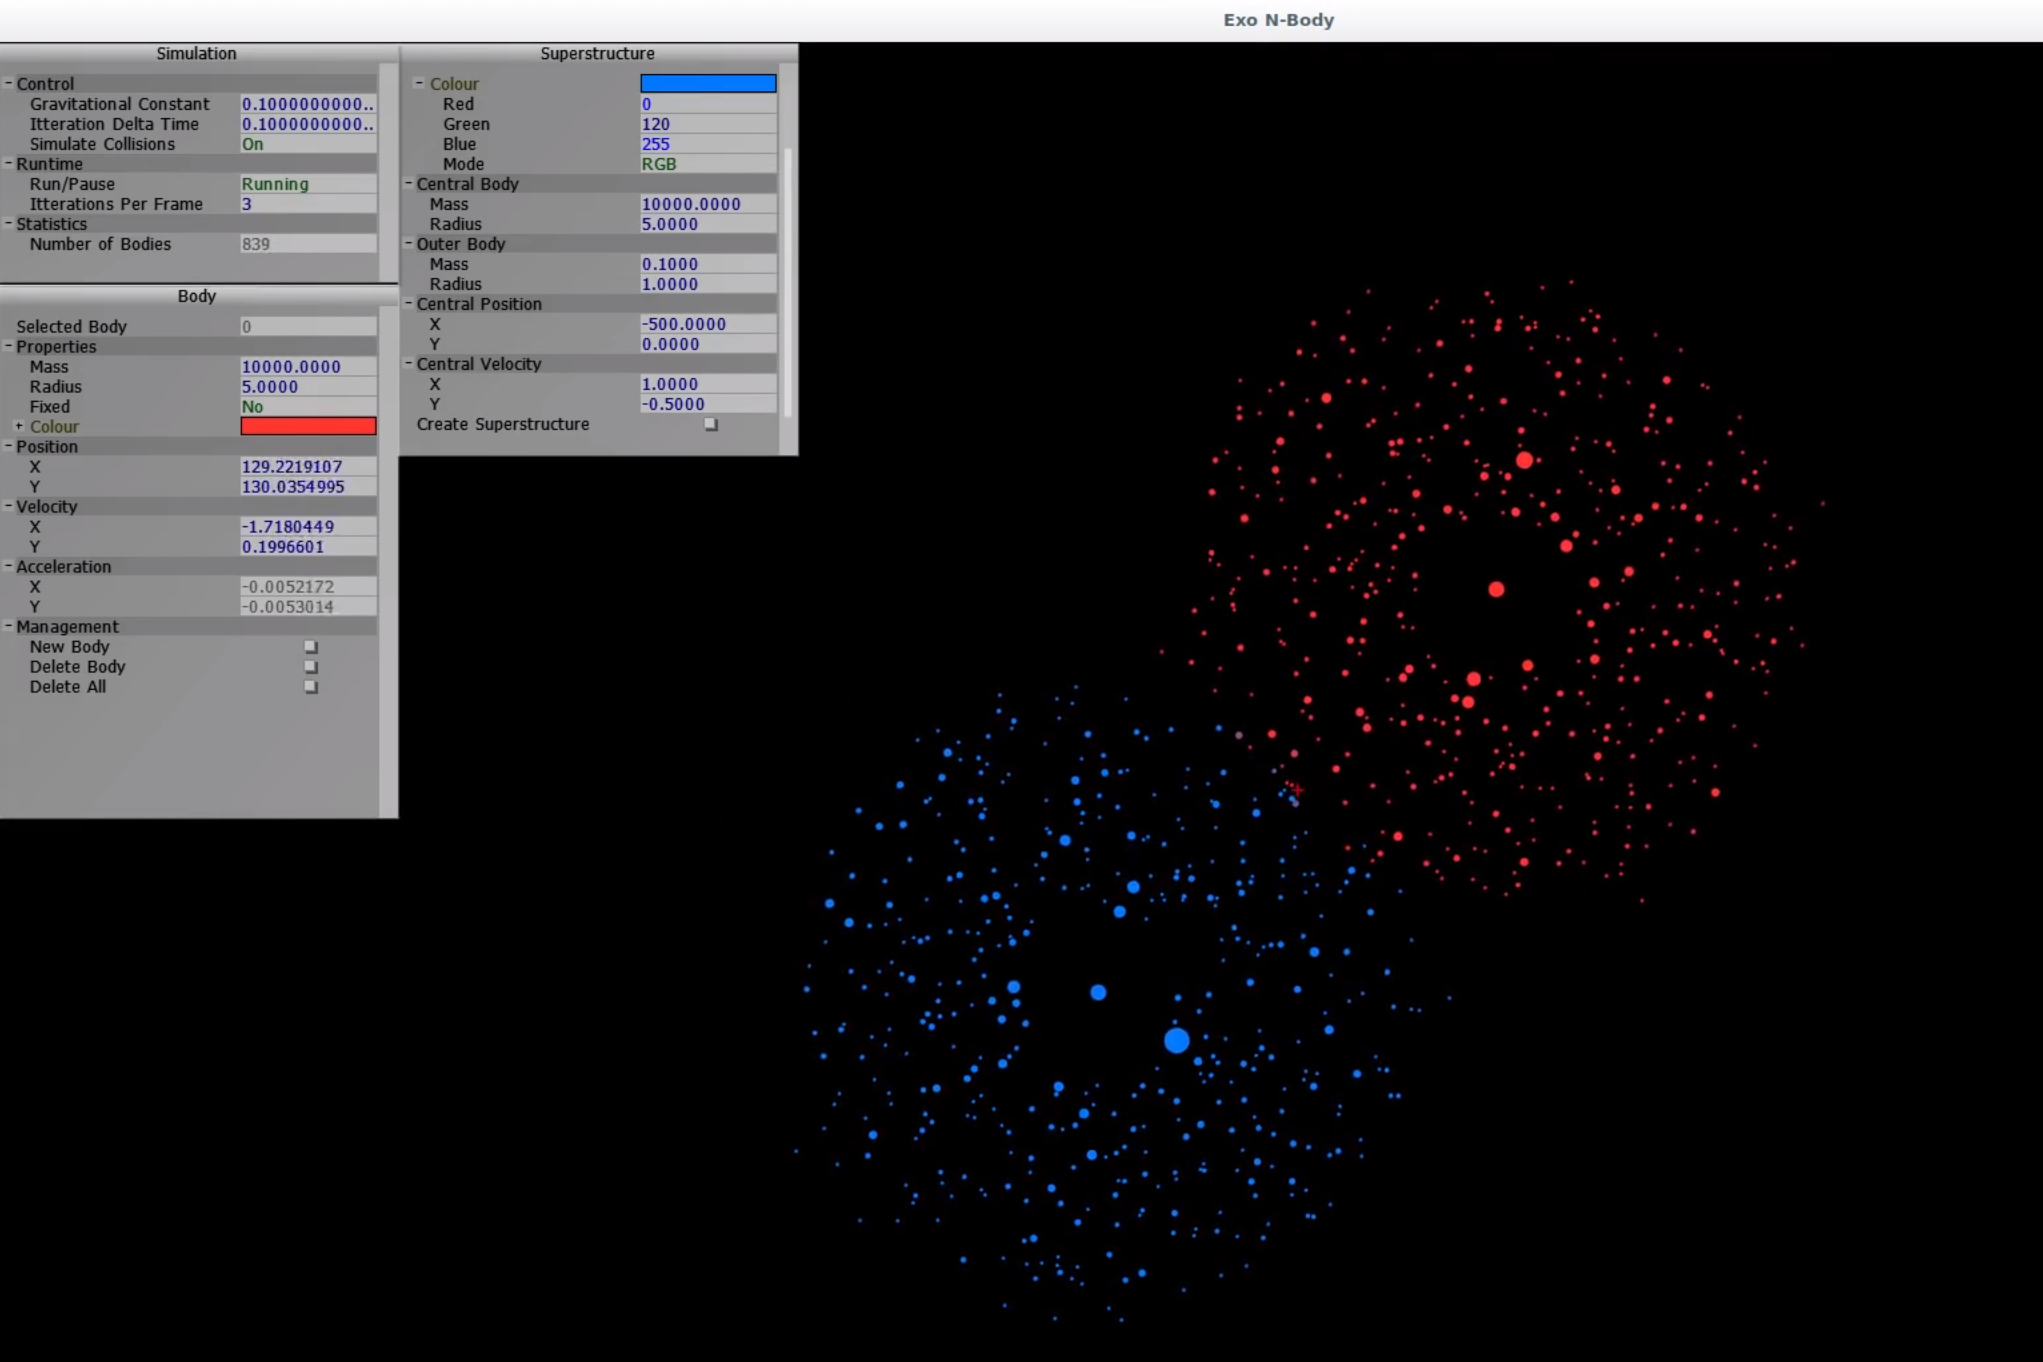 Exo N-Body
Simulation
Control
Gravitational Constant 0.1000000000..
Itteration Delta Time 0.1000000000..
Simulate Collisions On
Runtime
Run/Pause Running
Itterations Per Frame 3
Statistics
Number of Bodies 839
Body
Selected Body 0
Properties
Mass 10000.0000
Radius 5.0000
Fixed No
Colour
Position
X 129.2219107
Y 130.0354995
Velocity
X -1.7180449
Y 0.1996601
Acceleration
X -0.0052172
Y -0.0053014
Management
New Body
Delete Body
Delete All
Superstructure
Colour
Red 0
Green 120
Blue 255
Mode RGB
Central Body
Mass 10000.0000
Radius 5.0000
Outer Body
Mass 0.1000
Radius 1.0000
Central Position
X -500.0000
Y 0.0000
Central Velocity
X 1.0000
Y -0.5000
Create Superstructure